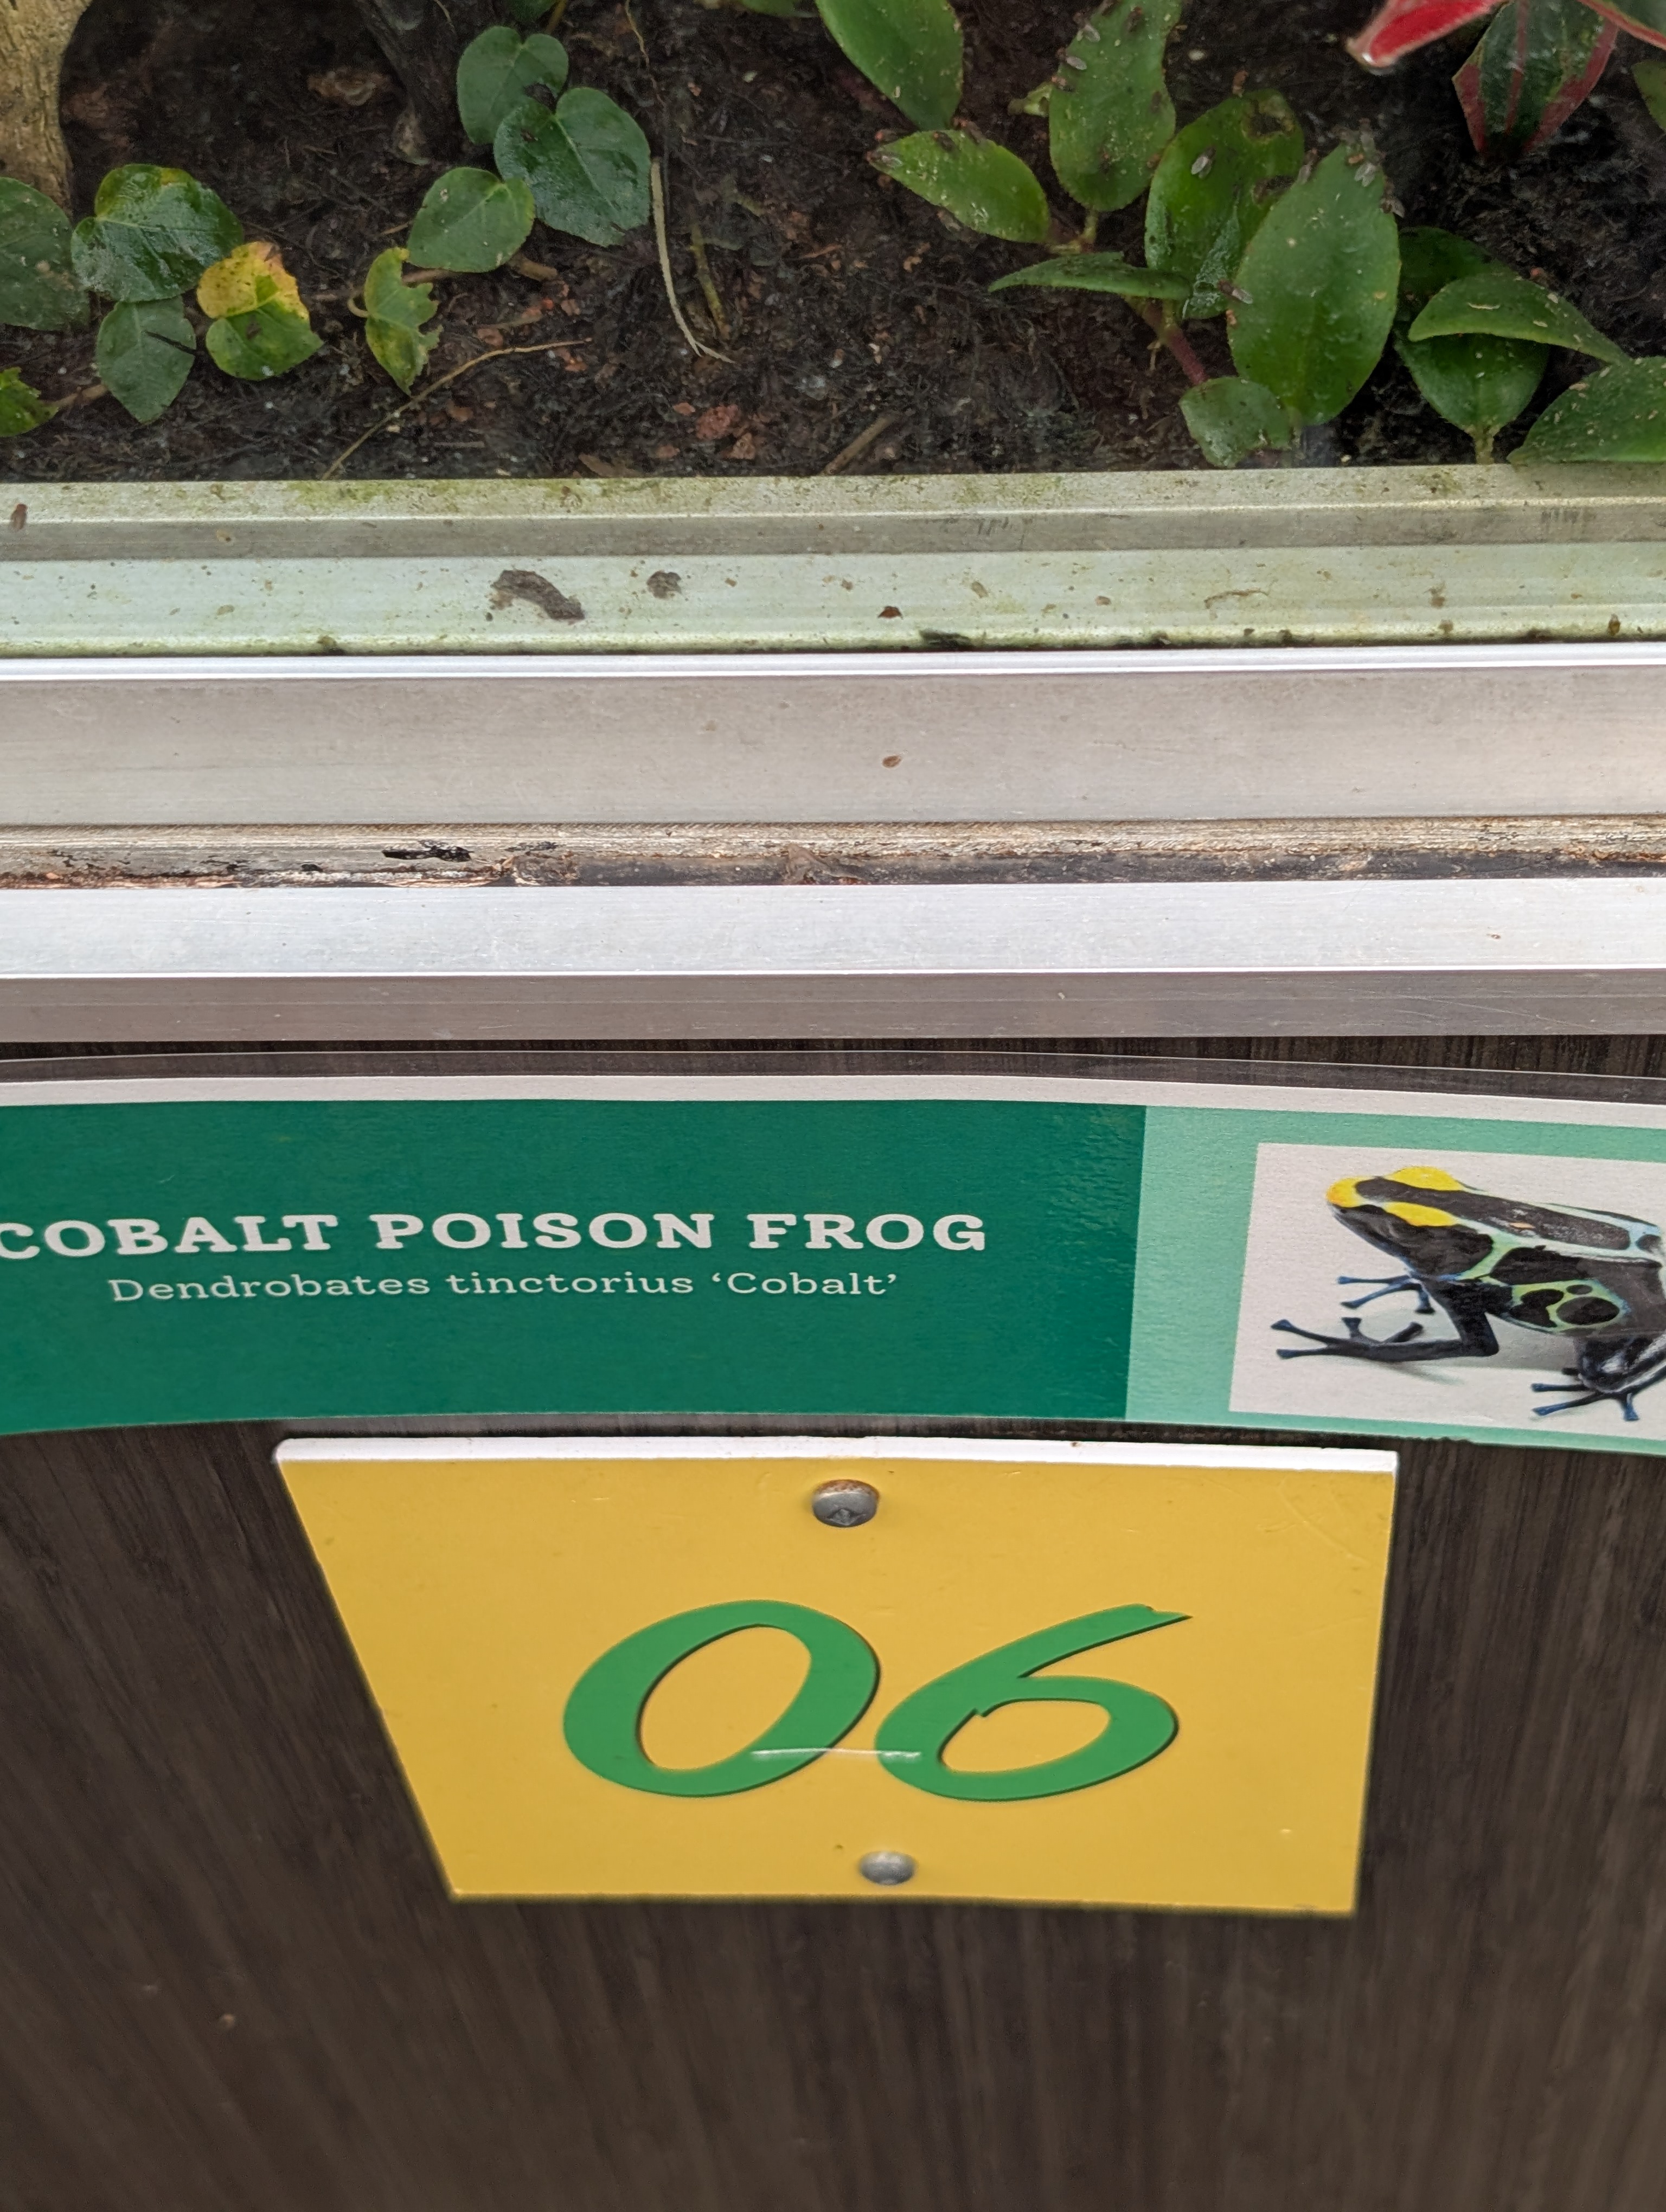 COBALT POISON FROG
Dendrobates tinctorius ‘Cobalt’
06